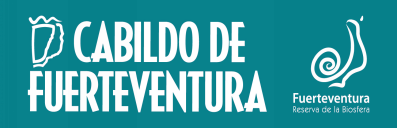 CABILDO DE
FUERTEVENTURA
Fuerteventura
Reserva de la Biosfera